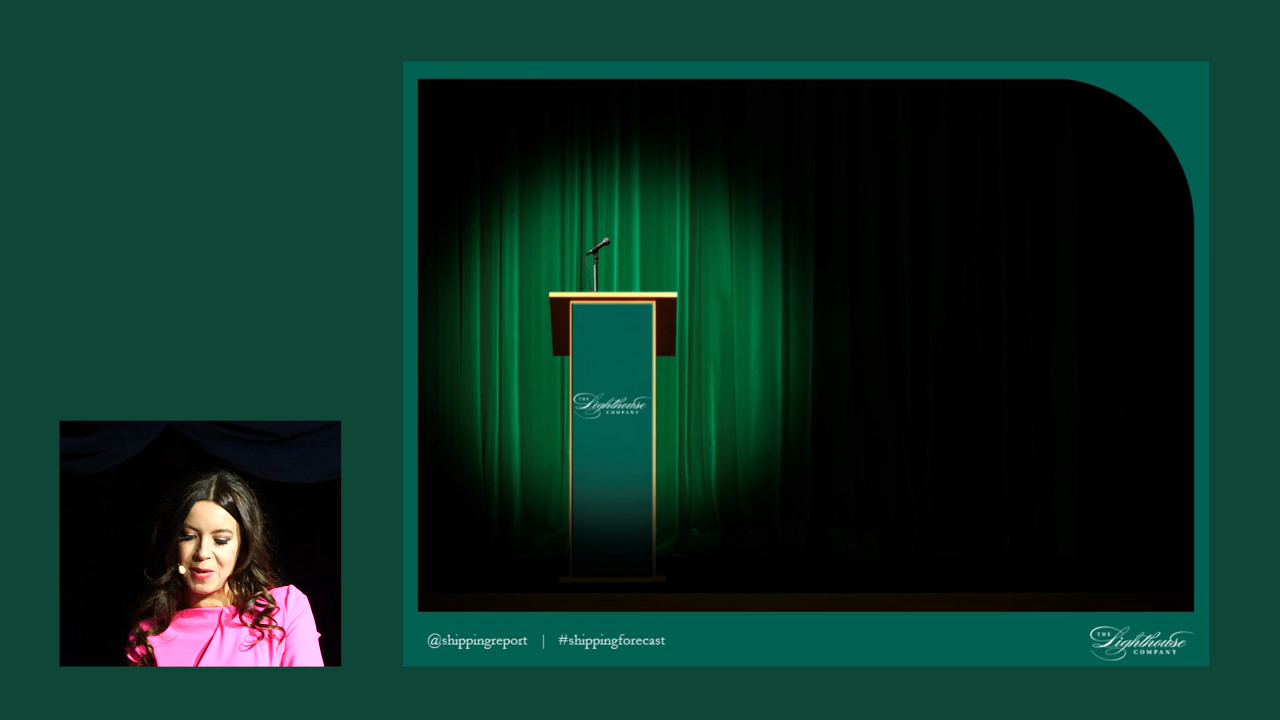 THE
Lighthouse
COMPANY
@shippingreport | #shippingforecast
THE
Lighthouse
COMPANY